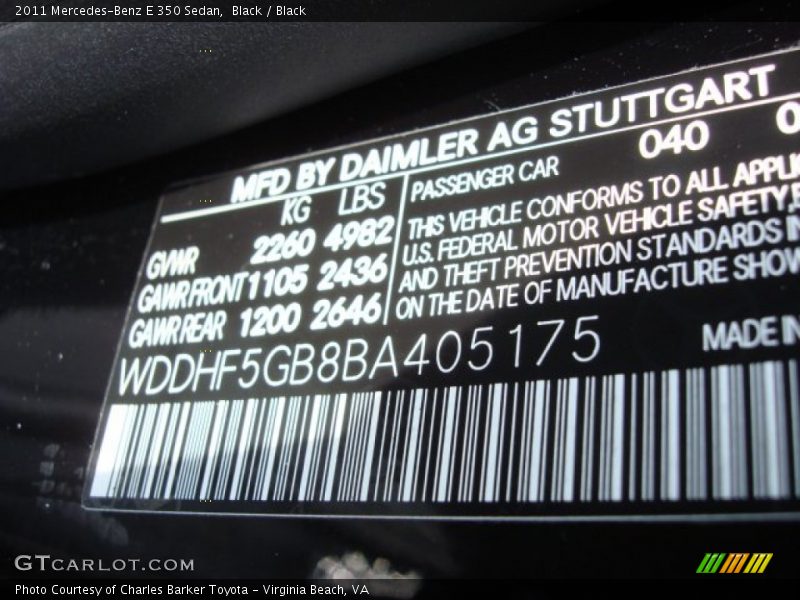 2011 Mercedes-Benz E 350 Sedan, Black / Black
MFD BY DAIMLER AG STUTTGART
KG LBS PASSENGER CAR 040
GVWR 2260 4982
GAWR FRONT 1105 2436
GAWR REAR 1200 2646
THIS VEHICLE CONFORMS TO ALL
U.S. FEDERAL MOTOR VEHICLE SAFETY,
AND THEFT PREVENTION STANDARDS
ON THE DATE OF MANUFACTURE
WDDHF5GB8BA405175 MADE
GTCARLOT.COM
Photo Courtesy of Charles Barker Toyota - Virginia Beach, VA